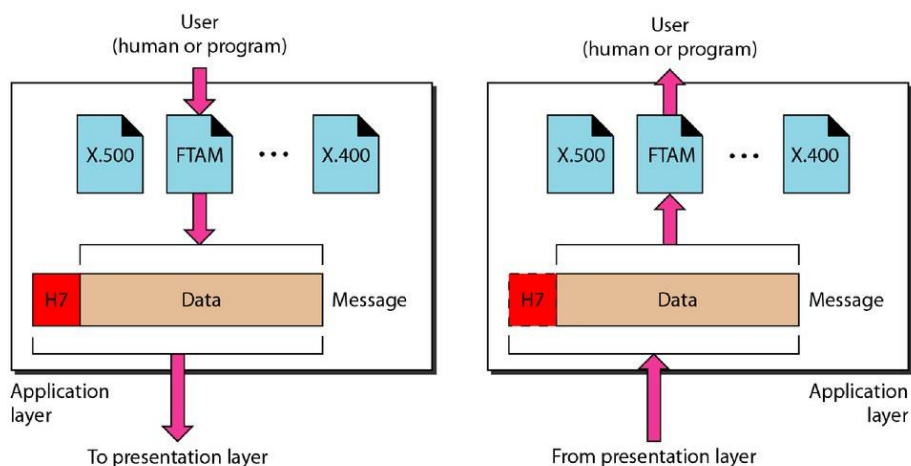 User
(human or program)
X.500
FTAM
...
X.400
H7
Data
Message
Application
layer
To presentation layer
User
(human or program)
X.500
FTAM
...
X.400
H7
Data
Message
Application
layer
From presentation layer